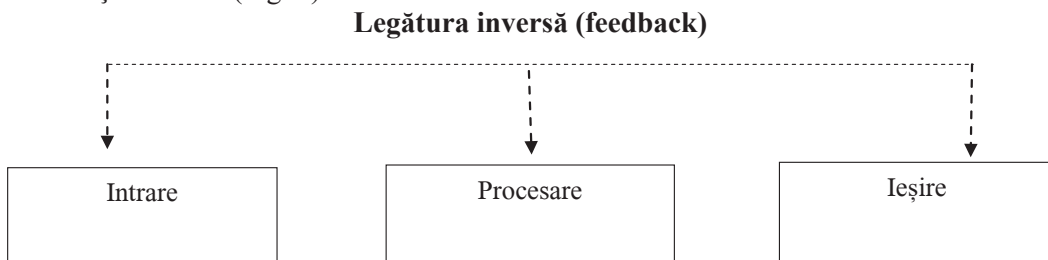 Legătura inversă (feedback)
Intrare
Procesare
Ieșire